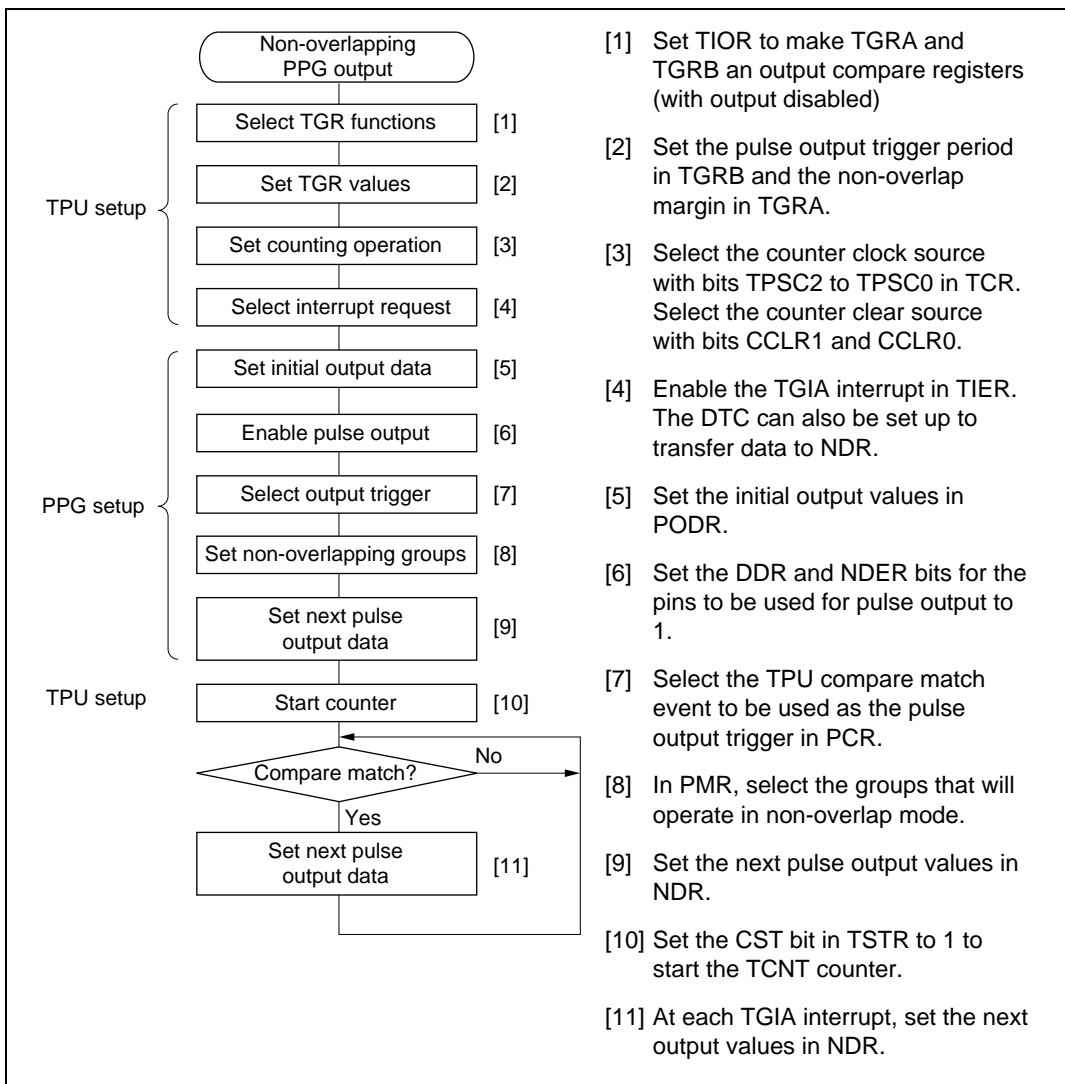 Non-overlapping
PPG output
Select TGR functions [1]
Set TGR values [2]
TPU setup
Set counting operation [3]
Select interrupt request [4]
Set initial output data [5]
Enable pulse output [6]
PPG setup
Select output trigger [7]
Set non-overlapping groups [8]
Set next pulse
output data
[9]
TPU setup
Start counter [10]
Compare match?
No
Yes
Set next pulse
output data
[11]
[1] Set TIOR to make TGRA and
TGRB an output compare registers
(with output disabled)
[2] Set the pulse output trigger period
in TGRB and the non-overlap
margin in TGRA.
[3] Select the counter clock source
with bits TPSC2 to TPSC0 in TCR.
Select the counter clear source
with bits CCLR1 and CCLR0.
[4] Enable the TGIA interrupt in TIER.
The DTC can also be set up to
transfer data to NDR.
[5] Set the initial output values in
PODR.
[6] Set the DDR and NDER bits for the
pins to be used for pulse output to
1.
[7] Select the TPU compare match
event to be used as the pulse
output trigger in PCR.
[8] In PMR, select the groups that will
operate in non-overlap mode.
[9] Set the next pulse output values in
NDR.
[10] Set the CST bit in TSTR to 1 to
start the TCNT counter.
[11] At each TGIA interrupt, set the next
output values in NDR.